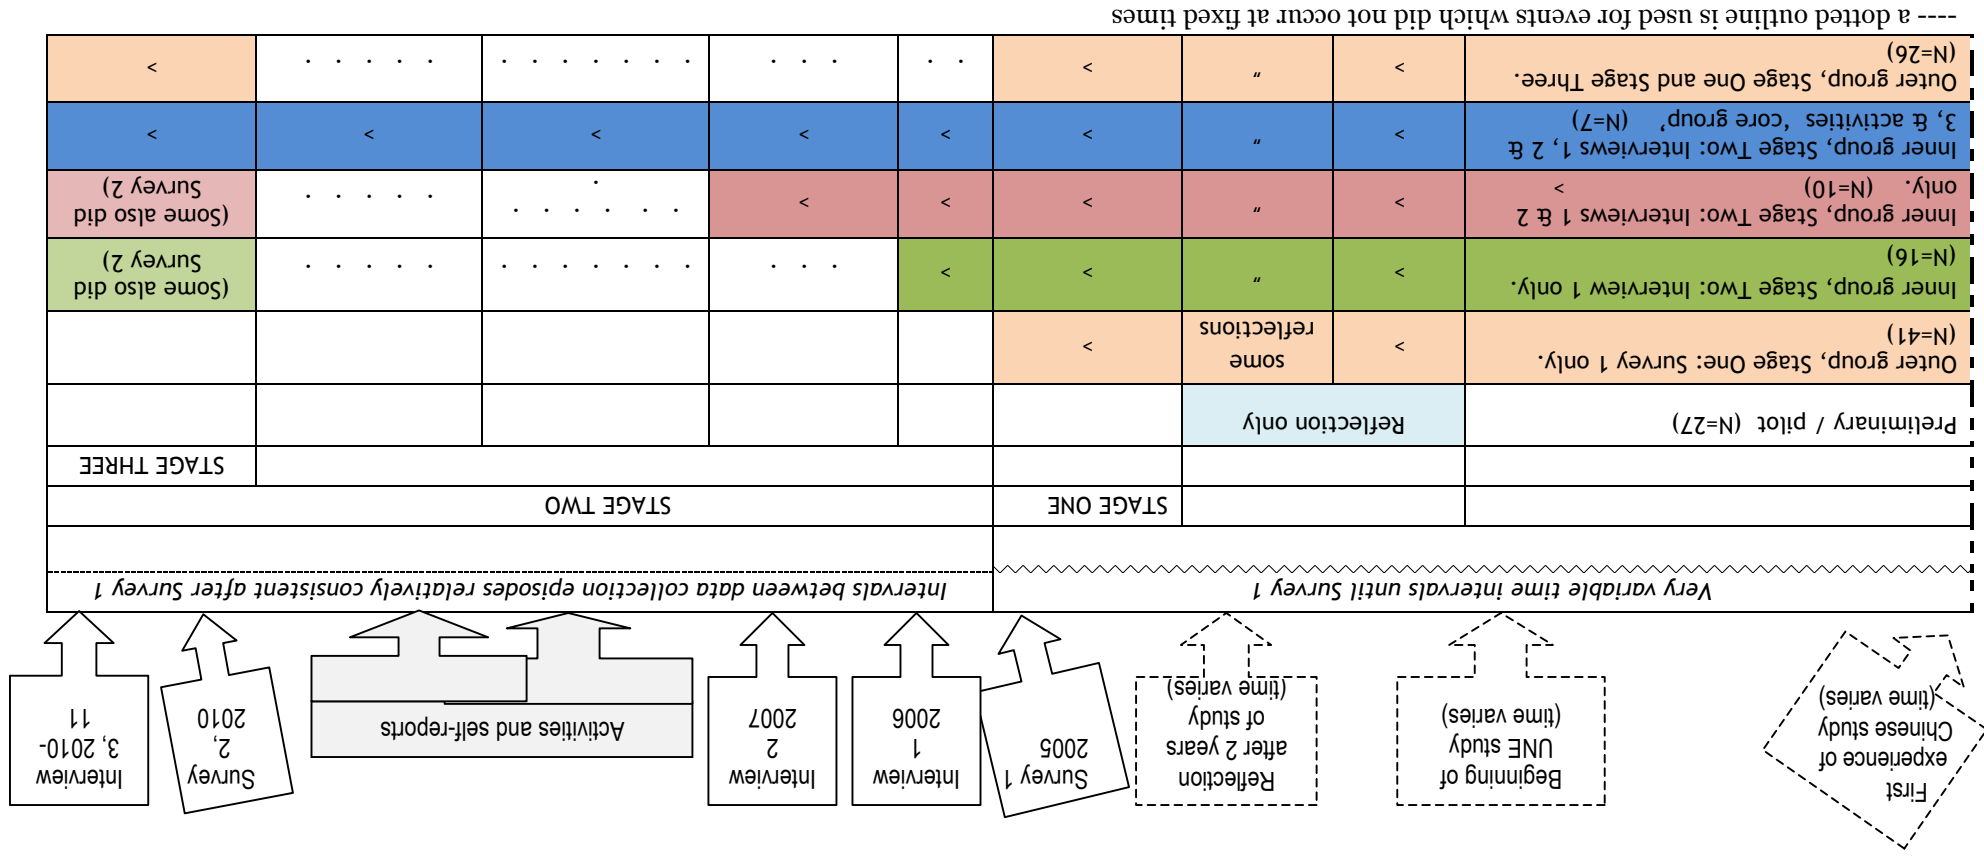 First
experience of
Chinese study
(time varies)
Beginning of
UNE study
(time varies)
Reflection
after 2 years
of study
(time varies)
Survey 1
2005
Interview
1
2006
Interview
2
2007
Activities and self-reports
Survey
2,
2010
Interview
3, 2010-
11
Very variable time intervals until Survey 1
Intervals between data collection episodes relatively consistent after Survey 1
STAGE ONE
STAGE TWO
STAGE THREE
Preliminary / pilot (N=27)
Reflection only
Outer group, Stage One: Survey 1 only.
(N=41)
>
some
reflections
>
Inner group, Stage Two: Interview 1 only.
(N=16)
>
"
>
>
. . .
. . . . . . .
. . . . .
(Some also did
Survey 2)
Inner group, Stage Two: Interviews 1 & 2
only. (N=10) >
>
"
>
>
>
. . . . . .
.
. . . . .
(Some also did
Survey 2)
Inner group, Stage Two: Interviews 1, 2 &
3, & activities ‘core group’ (N=7)
>
"
>
>
>
>
>
>
Outer group, Stage One and Stage Three.
(N=26)
>
"
>
. .
. . .
. . . . . . .
. . . . .
>
---- a dotted outline is used for events which did not occur at fixed times